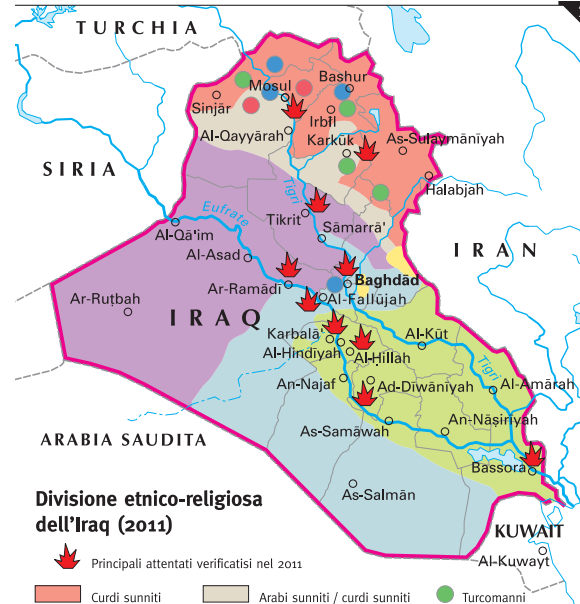 TURCHIA
Mosul
Bashur
Sinjār
Irbīl
Al-Qayyārah
Karkūk
As-Sulaymānīyah
SIRIA
Halabjah
Tigri
Eufrate
Tikrit
Sāmarrā'
Al-Qā'im
IRAN
Al-Asad
Baghdād
Ar-Ramādī
Ar-Ruṭbah
Al-Fallūjah
IRAQ
Karbalā'
Al-Kūt
Al-Hindīyah
Al-Ḥillah
Tigri
An-Najaf
Ad-Dīwānīyah
Al-Amārah
ARABIA SAUDITA
As-Samāwah
An-Nāṣirīyah
Bassora
As-Salmān
Divisione etnico-religiosa
dell'Iraq (2011)
KUWAIT
Al-Kuwayt
Principali attentati verificatisi nel 2011
Curdi sunniti
Arabi sunniti / curdi sunniti
Turcomanni